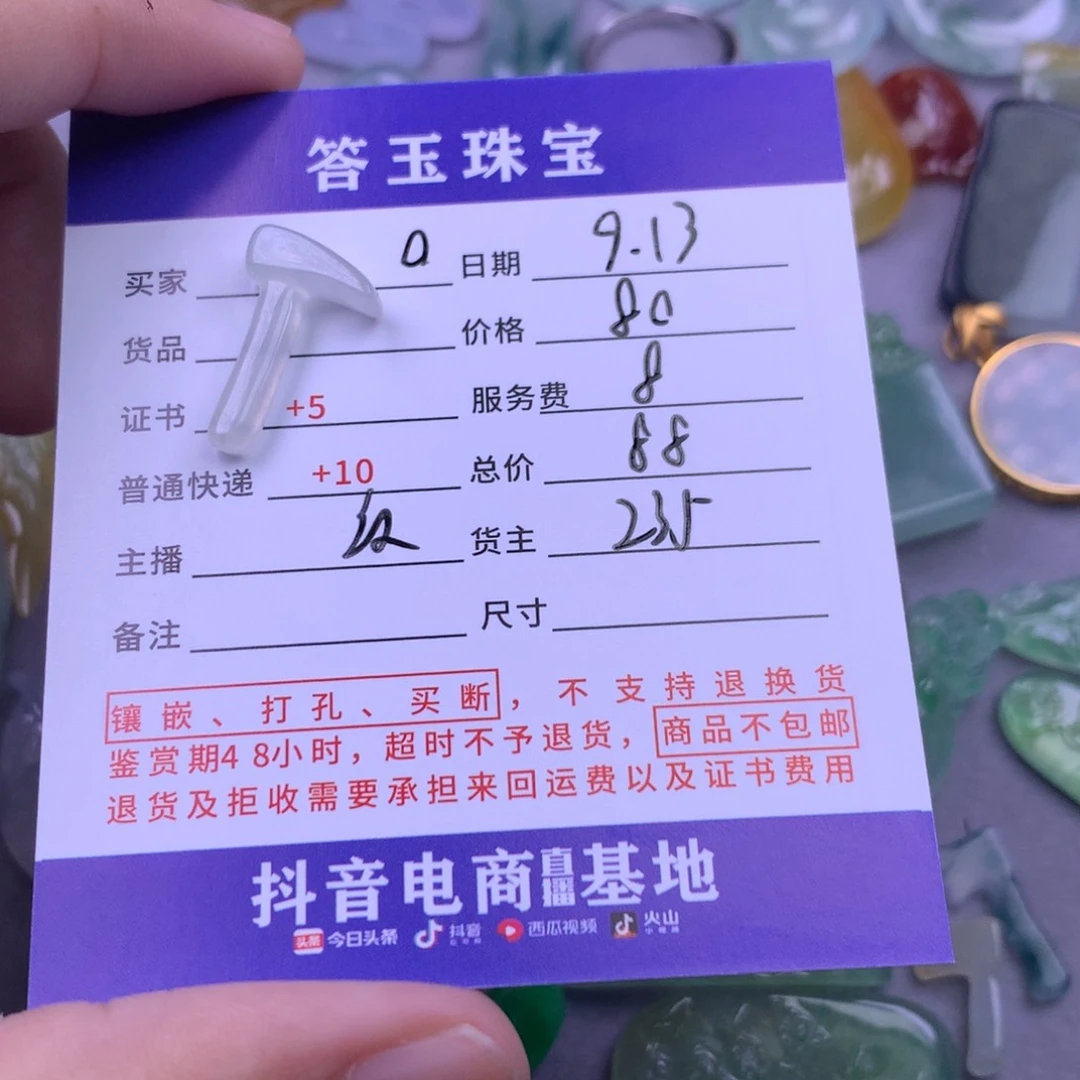 答玉珠宝
买家 0 日期 9.13
货品 价格 80
证书 +5 服务费 8
普通快递 +10 总价 88
主播 货主 235
备注 尺寸
镶嵌、打孔、买断，不支持退换货
鉴赏期48小时，超时不予退货，商品不包邮
退货及拒收需要承担来回运费以及证书费用
抖音电商直播基地
头条 今日头条 抖音 西瓜视频 火山